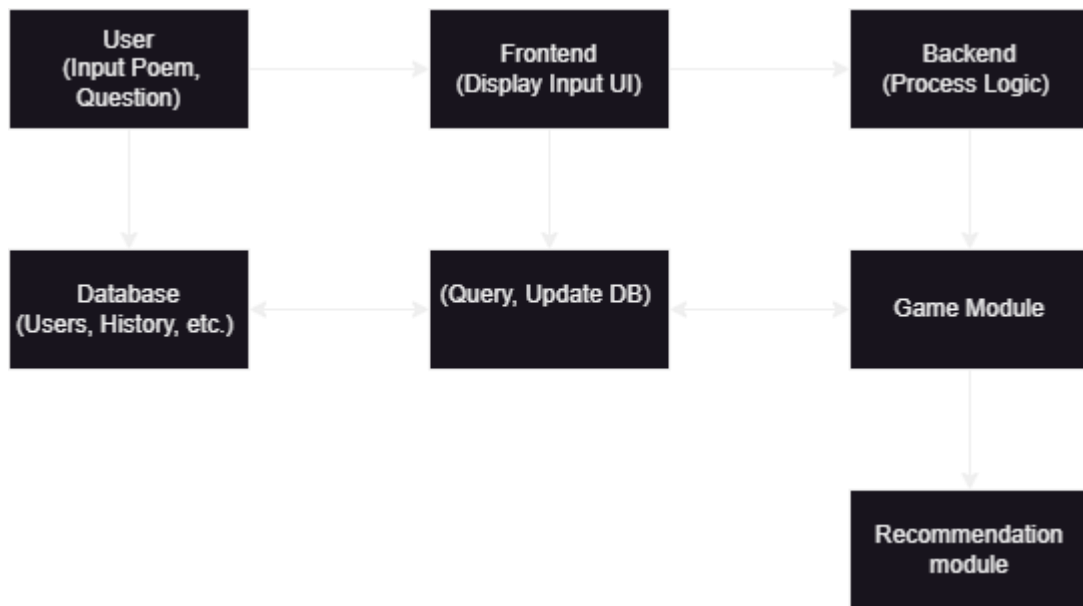 User
(Input Poem,
Question)
Frontend
(Display Input UI)
Backend
(Process Logic)
Database
(Users, History, etc.)
(Query, Update DB)
Game Module
Recommendation
module